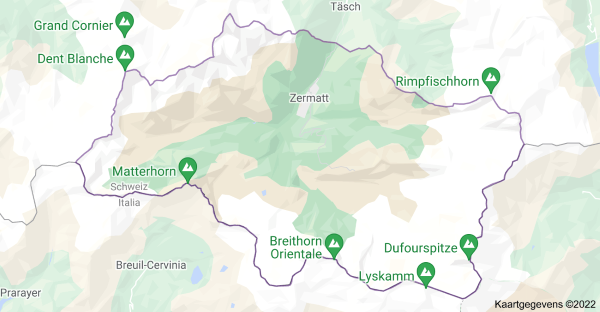 Täsch
Grand Cornier
Dent Blanche
Rimpfischhorn
Zermatt
Matterhorn
Schweiz
Italia
Breithorn
Orientale
Dufourspitze
Breuil-Cervinia
Lyskamm
Prarayer
Kaartgegevens ©2022